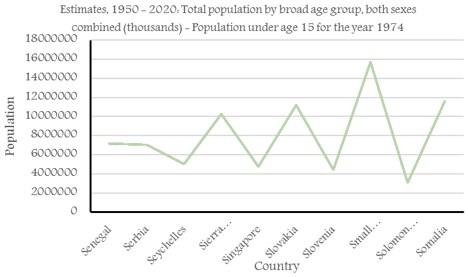 Estimates, 1950 - 2020: Total population by broad age group, both sexes
combined (thousands) - Population under age 15 for the year 1974
18000000
16000000
14000000
12000000
10000000
8000000
6000000
4000000
2000000
0
Population
Senegal
Serbia
Seychelles
Sierra...
Singapore
Slovakia
Slovenia
Small...
Solomon...
Somalia
Country